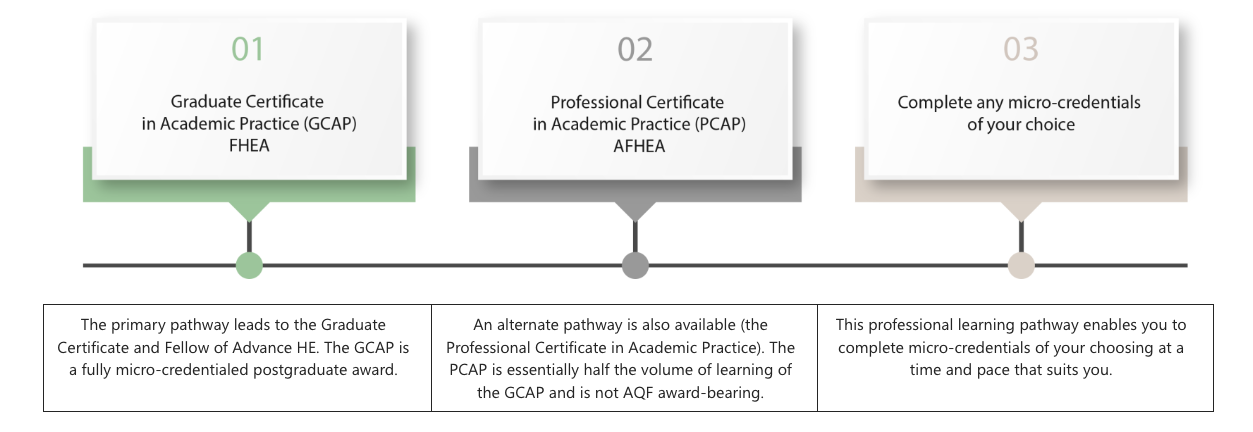 01
Graduate Certificate
in Academic Practice (GCAP)
FHEA
02
Professional Certificate
in Academic Practice (PCAP)
AFHEA
03
Complete any micro-credentials
of your choice
The primary pathway leads to the Graduate
Certificate and Fellow of Advance HE. The GCAP is
a fully micro-credentialed postgraduate award.
An alternate pathway is also available (the
Professional Certificate in Academic Practice). The
PCAP is essentially half the volume of learning of
the GCAP and is not AQF award-bearing.
This professional learning pathway enables you to
complete micro-credentials of your choosing at a
time and pace that suits you.